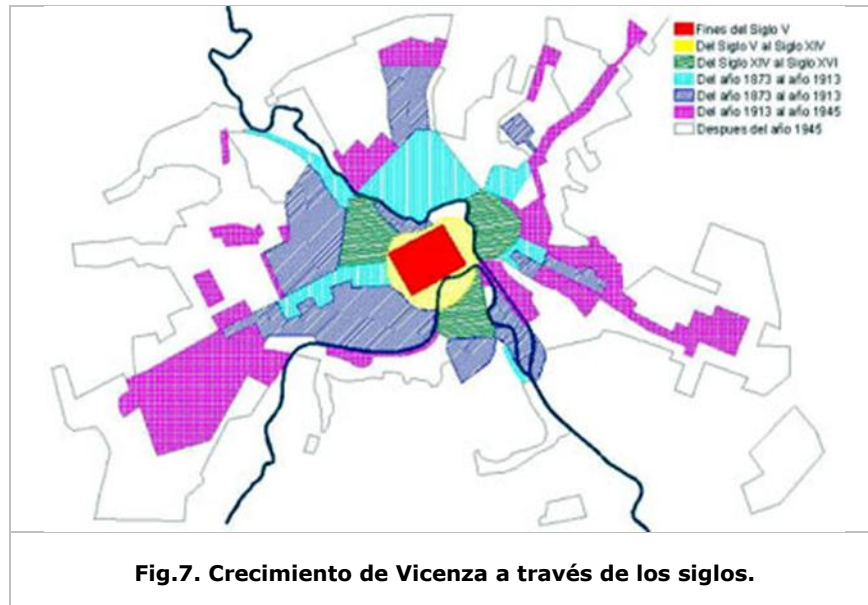 Fines del Siglo V
Del Siglo V al Siglo XIV
Del Siglo XIV al Siglo XVI
Del año 1873 al año 1913
Del año 1873 al año 1913
Del año 1913 al año 1945
Despues del año 1945
Fig.7. Crecimiento de Vicenza a través de los siglos.